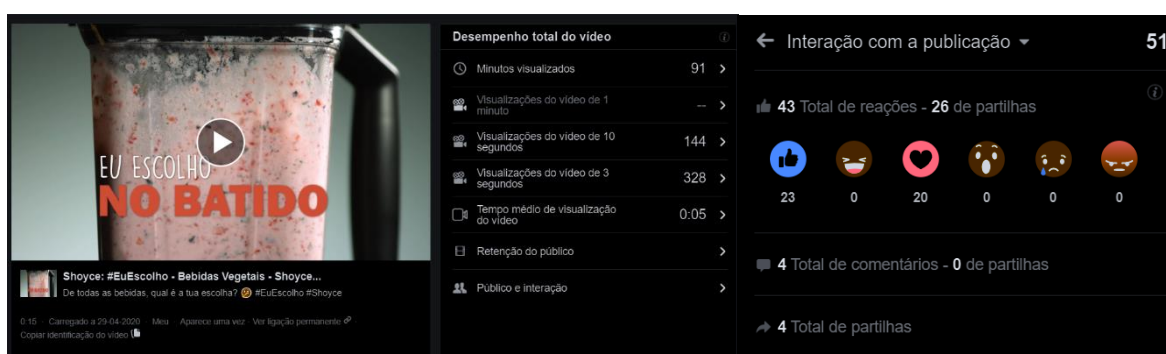 EU ESCOLHO
NO BATIDO
Shoyce: #EuEscolho - Bebidas Vegetais - Shoyce...
De todas as bebidas, qual é a tua escolha? 🤣 #EuEscolho #Shoyce
0:15 · Carregado a 29-04-2020 Meu Aparece uma vez · Ver ligação permanente
Copiar identificação do vídeo
Desempenho total do vídeo
Minutos visualizados 91
Visualizações do vídeo de 1
minuto --
Visualizações do vídeo de 10
segundos 144
Visualizações do vídeo de 3
segundos 328
Tempo médio de visualização
do vídeo 0:05
Retenção do público
Público e interação
Interação com a publicação 51
43 Total de reações - 26 de partilhas
23 0 20 0 0 0
4 Total de comentários - 0 de partilhas
4 Total de partilhas